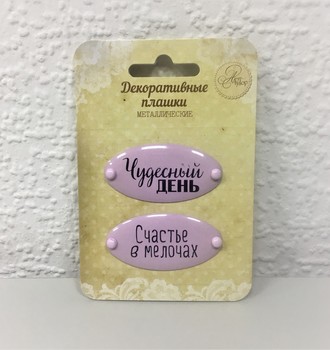 Декоративные
плашки
МЕТАЛЛИЧЕСКИЕ
Чудесный
ДЕНЬ
Счастье
в мелочах